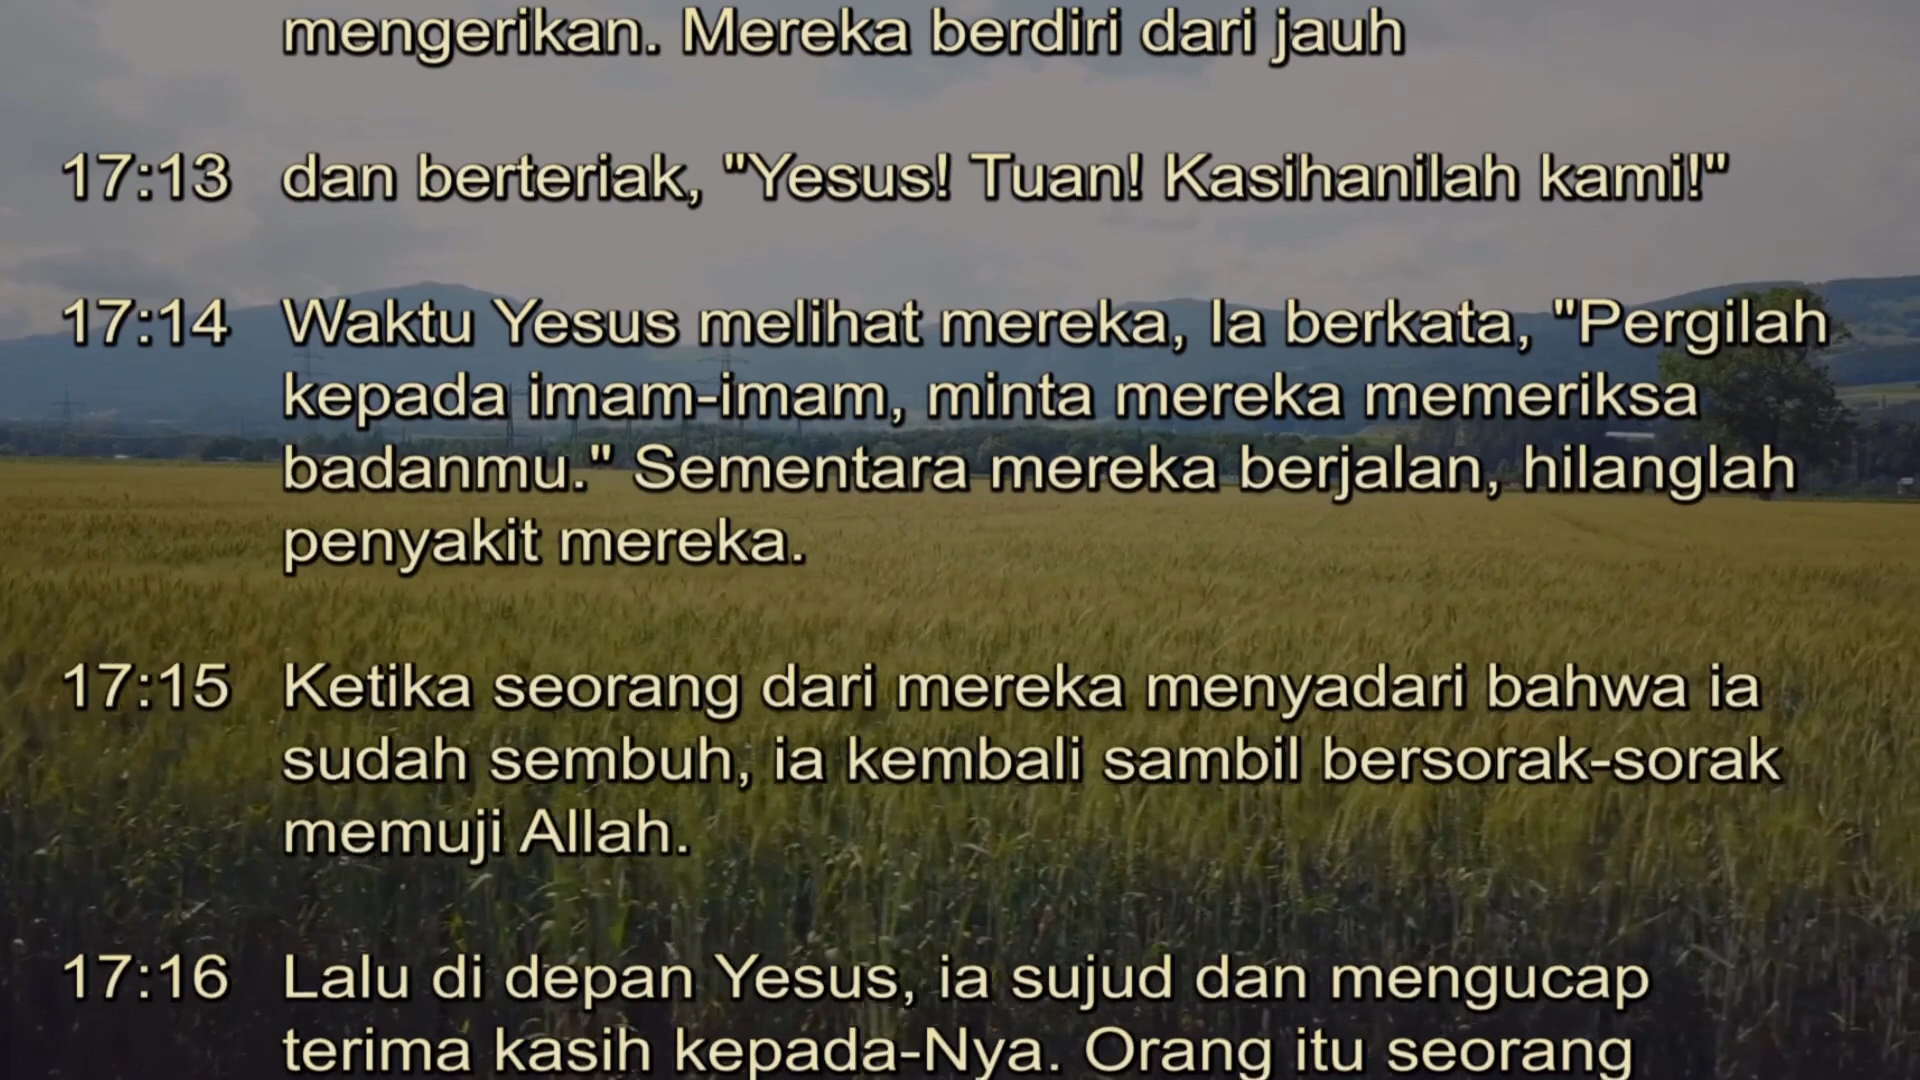 mengerikan. Mereka berdiri dari jauh
17:13 dan berteriak, "Yesus! Tuan! Kasihanilah kami!"
17:14 Waktu Yesus melihat mereka, Ia berkata, "Pergilah
kepada imam-imam, minta mereka memeriksa
badanmu." Sementara mereka berjalan, hilanglah
penyakit mereka.
17:15 Ketika seorang dari mereka menyadari bahwa ia
sudah sembuh, ia kembali sambil bersorak-sorak
memuji Allah.
17:16 Lalu di depan Yesus, ia sujud dan mengucap
terima kasih kepada-Nya. Orang itu seorang